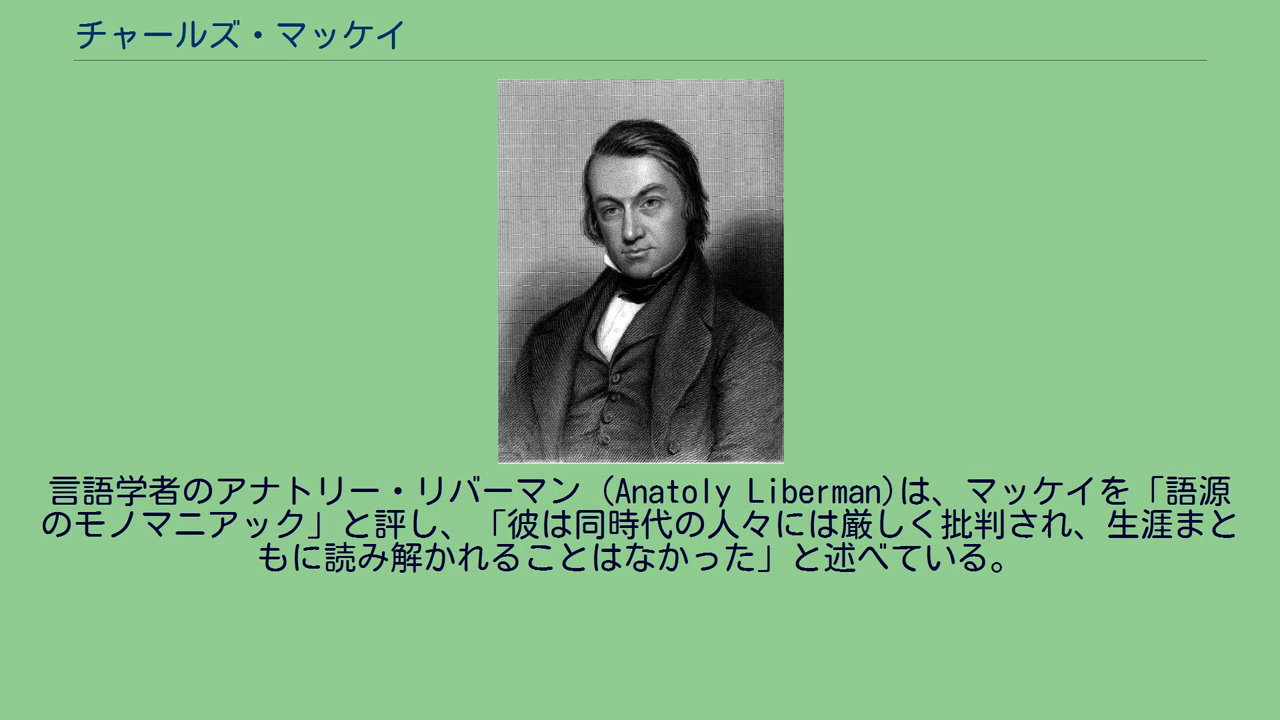 チャールズ・マッケイ
言語学者のアナトリー・リバーマン (Anatoly Liberman)は、マッケイを「語源
のモノマニアック」と評し、「彼は同時代の人々には厳しく批判され、生涯まと
もに読み解かれることはなかった」と述べている。